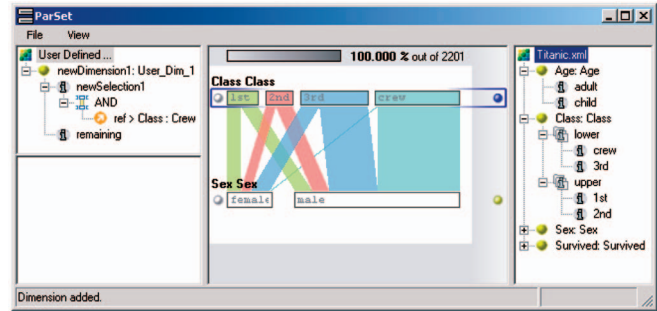 ParSet
File View
User Defined ...
newDimension1: User_Dim_1
newSelection1
AND
ref > Class : Crew
remaining
100.000 % out of 2201
Class Class
1st 2nd 3rd crew
Sex Sex
female male
Titanic.xml
Age: Age
adult
child
Class: Class
lower
crew
3rd
upper
1st
2nd
Sex: Sex
Survived: Survived
Dimension added.